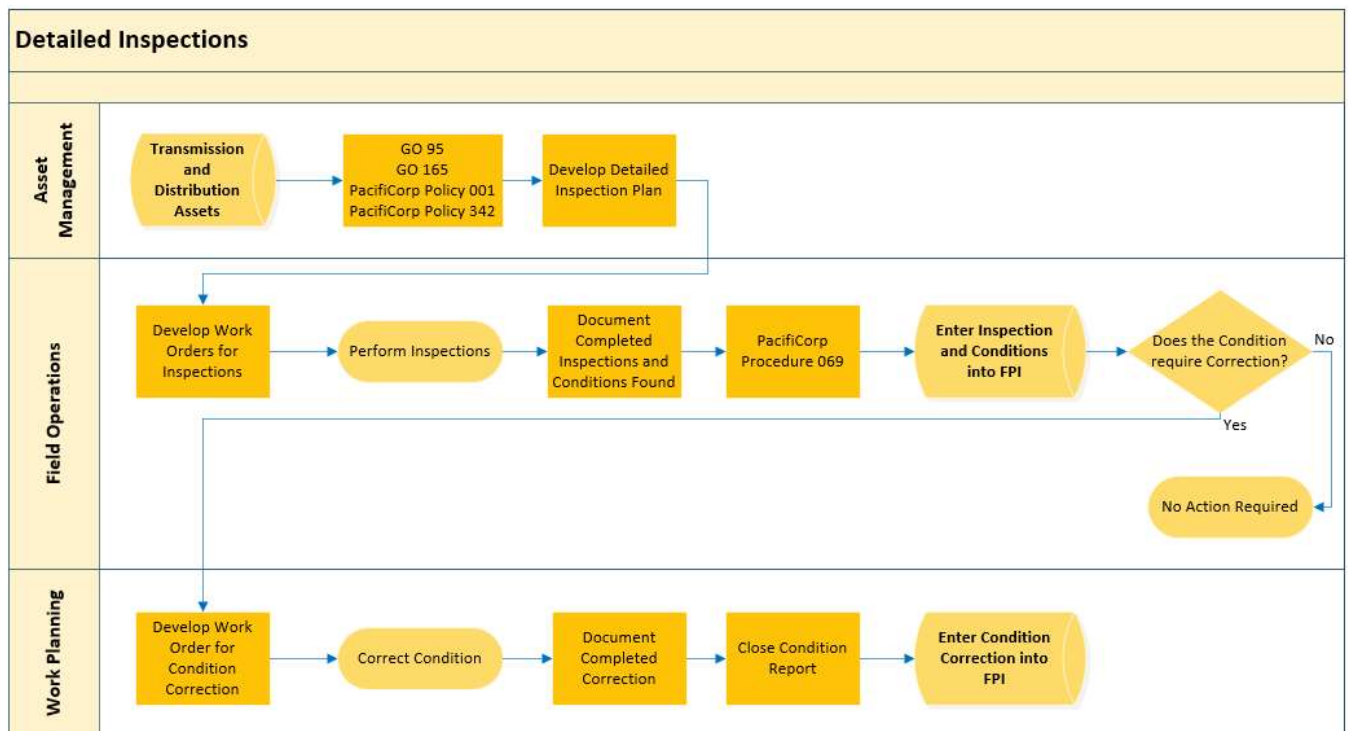 Detailed Inspections
Asset
Management
Transmission
and
Distribution
Assets
GO 95
GO 165
PacifiCorp Policy 001
PacifiCorp Policy 342
Develop Detailed
Inspection Plan
Field Operations
Develop Work
Orders for
Inspections
Perform Inspections
Document
Completed
Inspections and
Conditions Found
PacifiCorp
Procedure 069
Enter Inspection
and Conditions
into FPI
Does the Condition
require Correction?
No
Yes
No Action Required
Work Planning
Develop Work
Order for
Condition
Correction
Correct Condition
Document
Completed
Correction
Close Condition
Report
Enter Condition
Correction into
FPI